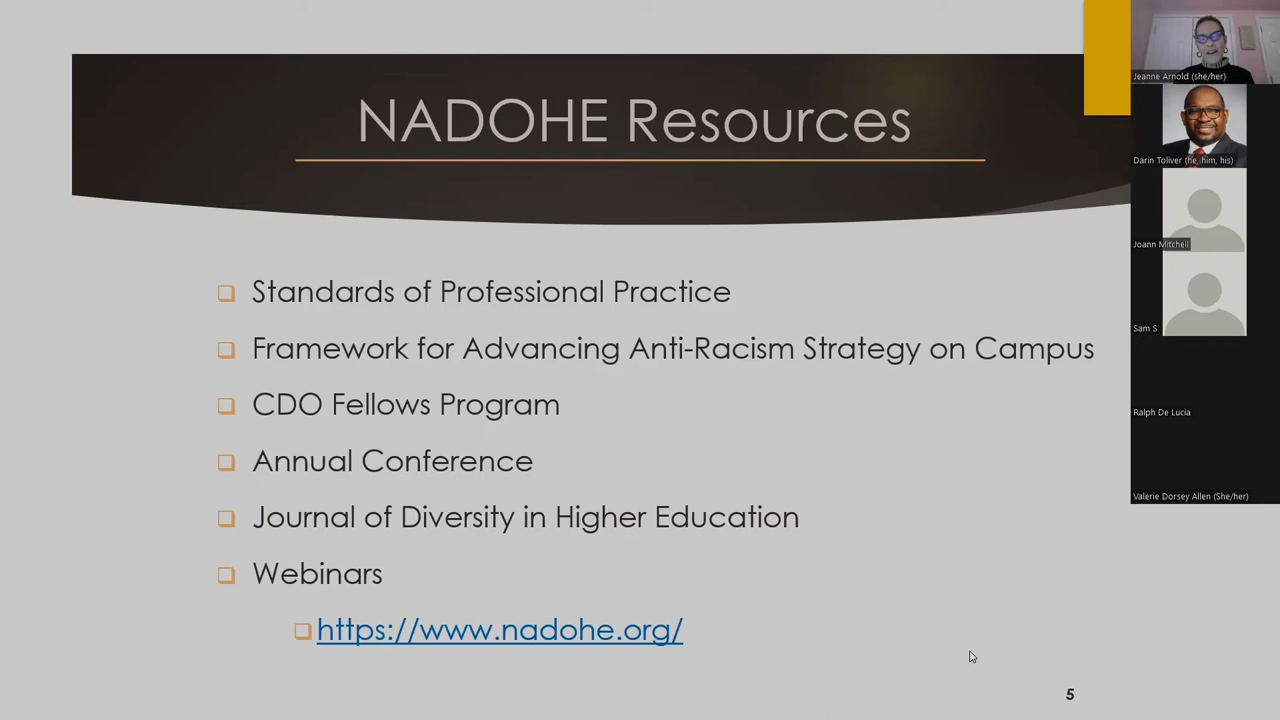 NADOHE Resources
Standards of Professional Practice
Framework for Advancing Anti-Racism Strategy on Campus
CDO Fellows Program
Annual Conference
Journal of Diversity in Higher Education
Webinars
https://www.nadohe.org/
5
Jeanne Arnold (she/her)
Darin Toliver (he, him, his)
Joann Mitchell
Sam S
Ralph De Lucia
Valerie Dorsey Allen (She/her)